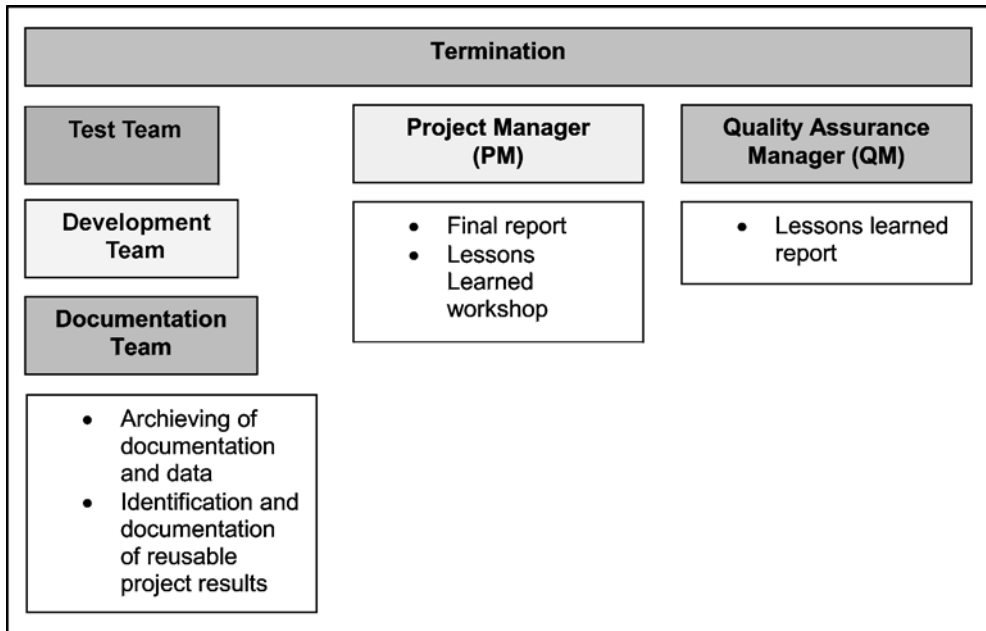 Termination
Test Team
Development
Team
Documentation
Team
• Archieving of
documentation
and data
• Identification and
documentation
of reusable
project results
Project Manager
(PM)
• Final report
• Lessons
Learned
workshop
Quality Assurance
Manager (QM)
• Lessons learned
report